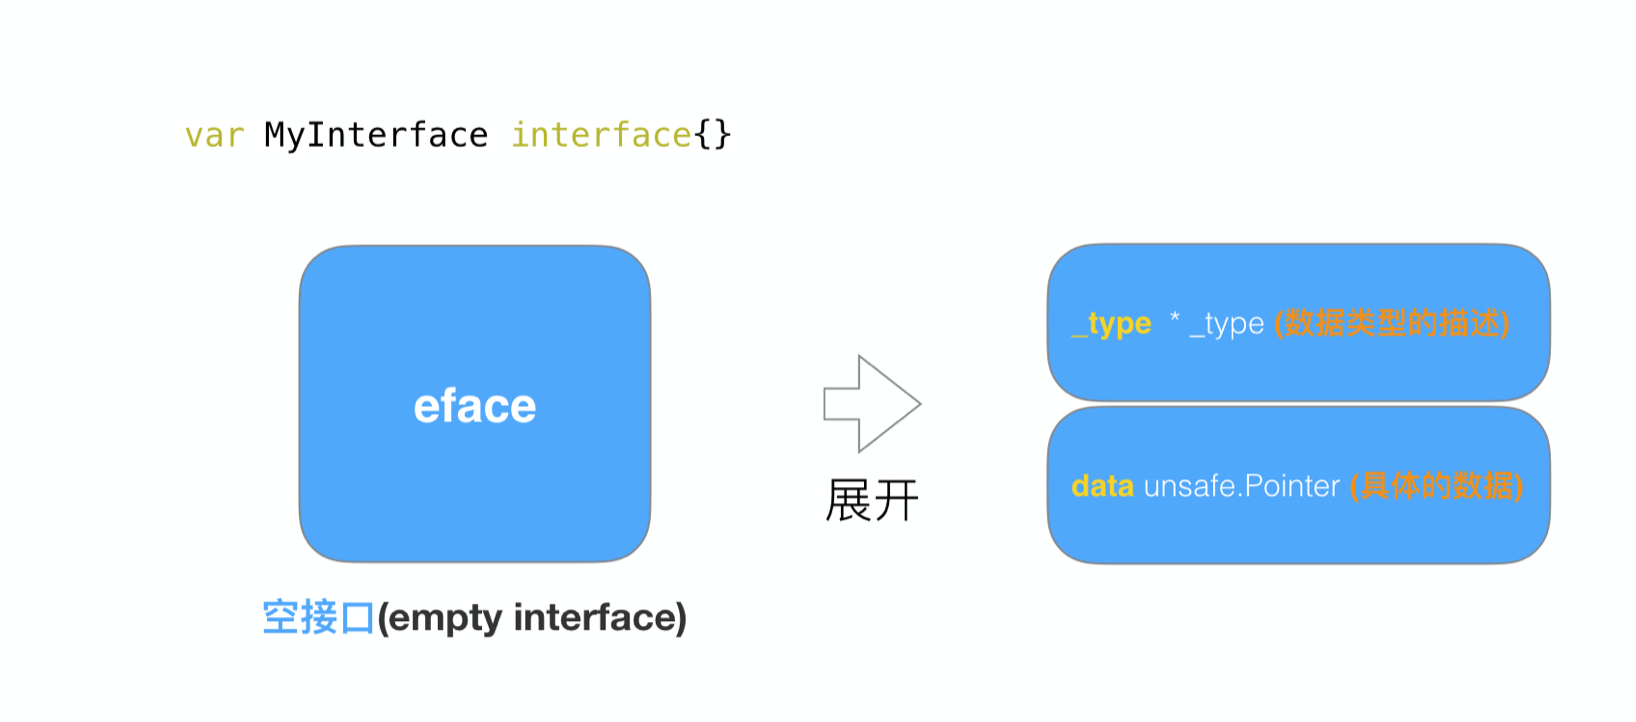 var MyInterface interface{}
eface
_type * _type (数据类型的描述)
data unsafe.Pointer (具体的数据)
展开
空接口(empty interface)